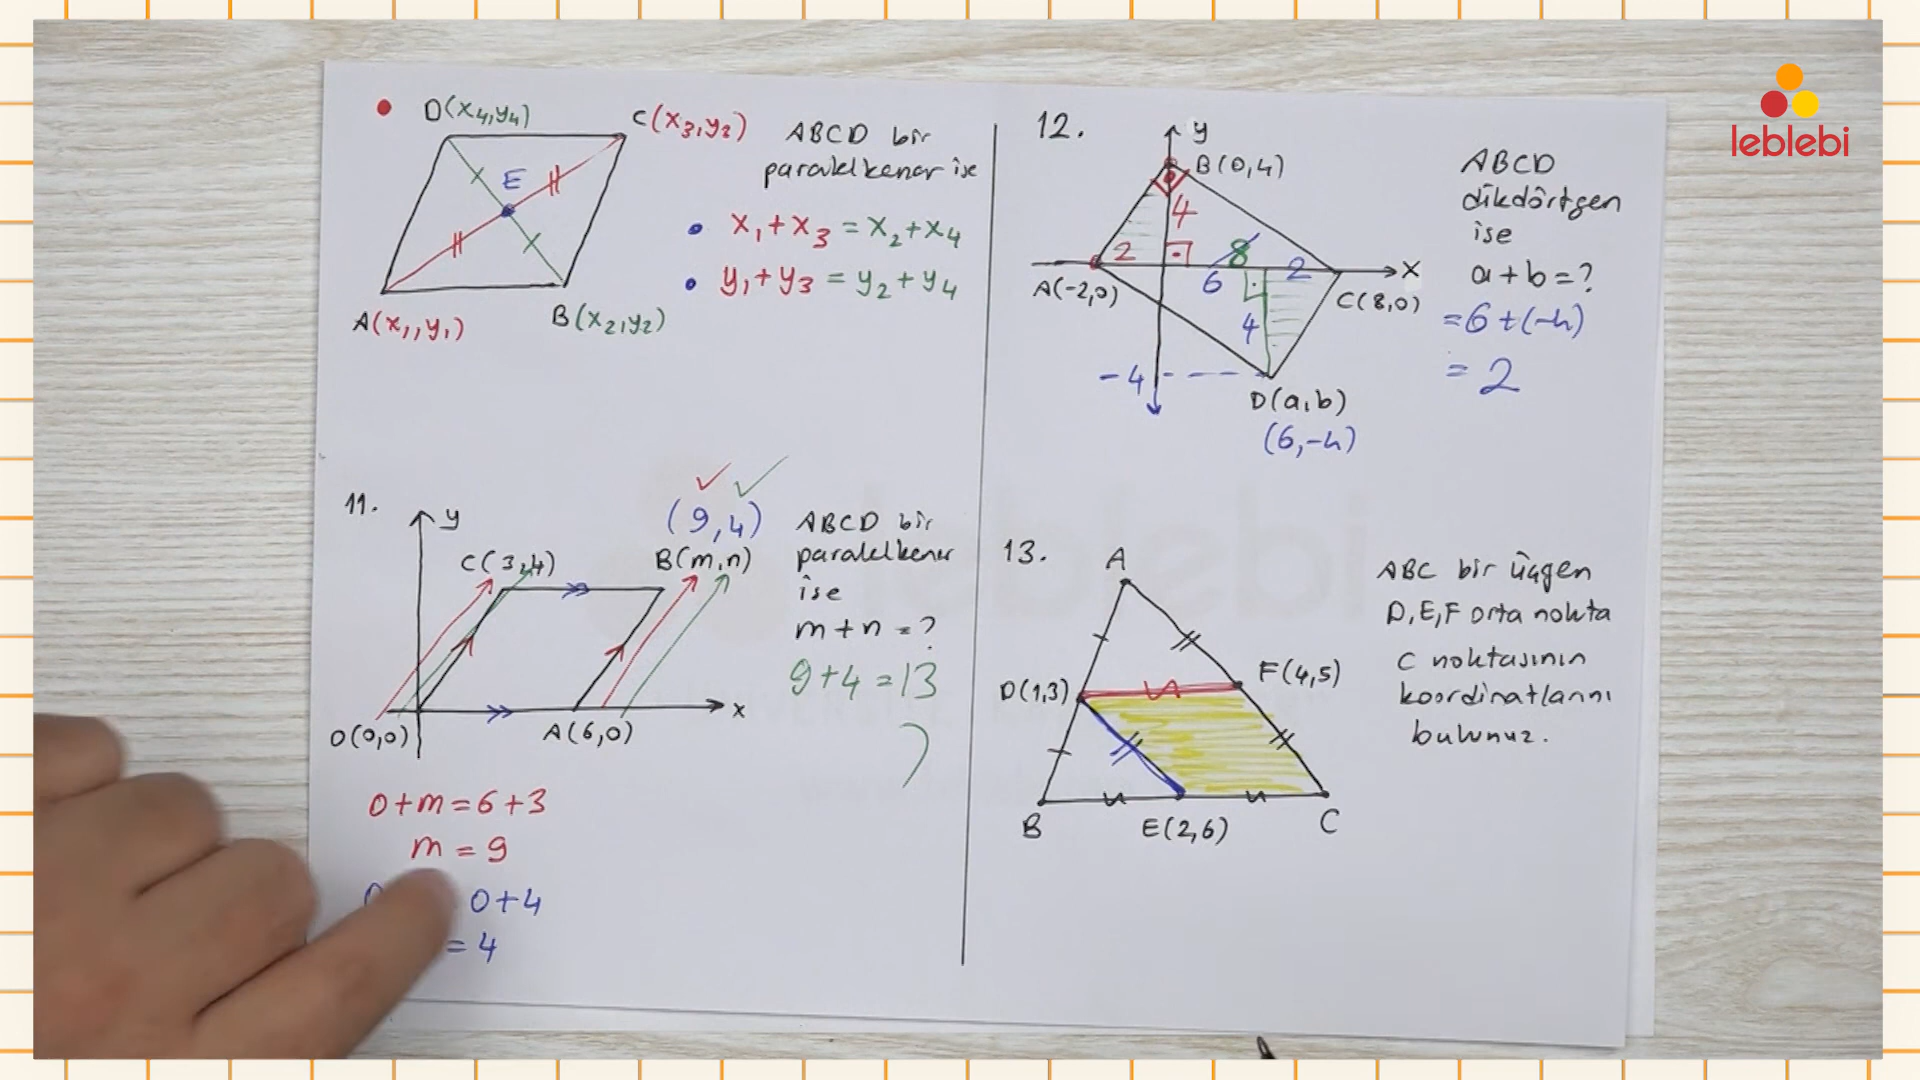 leblebi
D(x4,y4)
C(x3,y3)
E
A(x1,y1)
B(x2,y2)
ABCD bir
paralelkenar ise
• x1+x3=x2+x4
• y1+y3=y2+y4
11.
y
C(3,4)
(9,4)
B(m,n)
O(0,0)
A(6,0)
x
ABCD bir
paralelkenar
ise
m+n=?
9+4=13
0+m=6+3
m=9
0+4
=4
12.
y
B(0,4)
4
2
8
2
x
A(-2,0)
6
C(8,0)
4
-4
D(a,b)
(6,-4)
ABCD
dikdörtgen
ise
a+b=?
=6+(-4)
=2
13.
A
D(1,3)
F(4,5)
B
E(2,6)
C
ABC bir üçgen
D,E,F orta nokta
C noktasının
koordinatlarını
bulunuz.